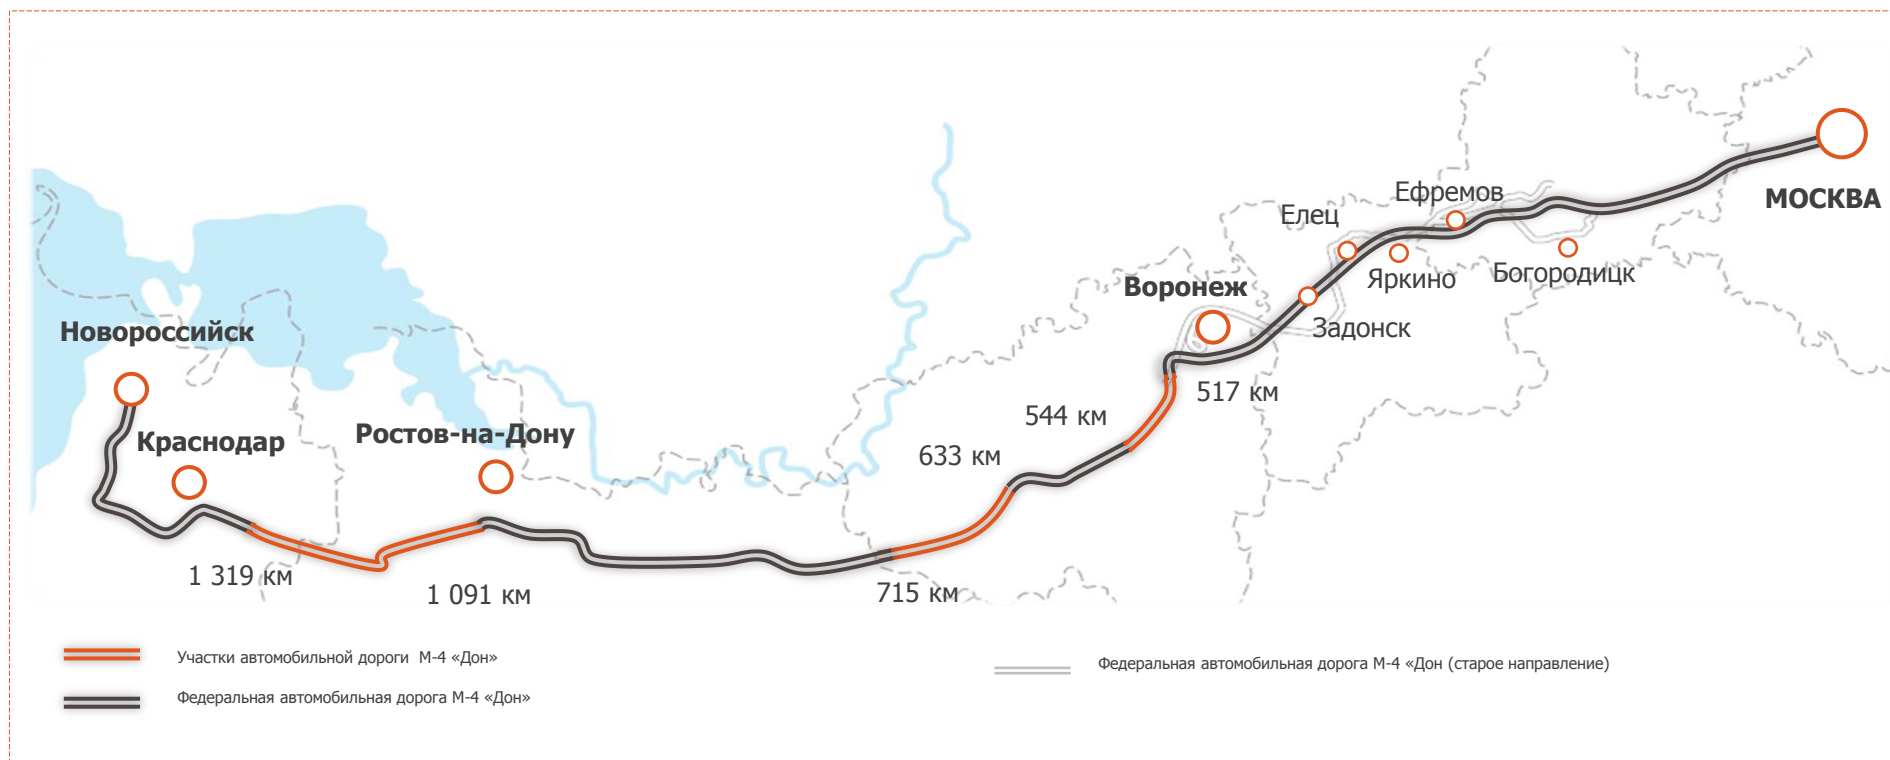 МОСКВА
Ефремов
Елец
Яркино
Богородицк
Воронеж
Задонск
Новороссийск
517 км
544 км
Краснодар
Ростов-на-Дону
633 км
1 319 км
1 091 км
715 км
Участки автомобильной дороги М-4 «Дон»
Федеральная автомобильная дорога М-4 «Дон»
Федеральная автомобильная дорога М-4 «Дон (старое направление)